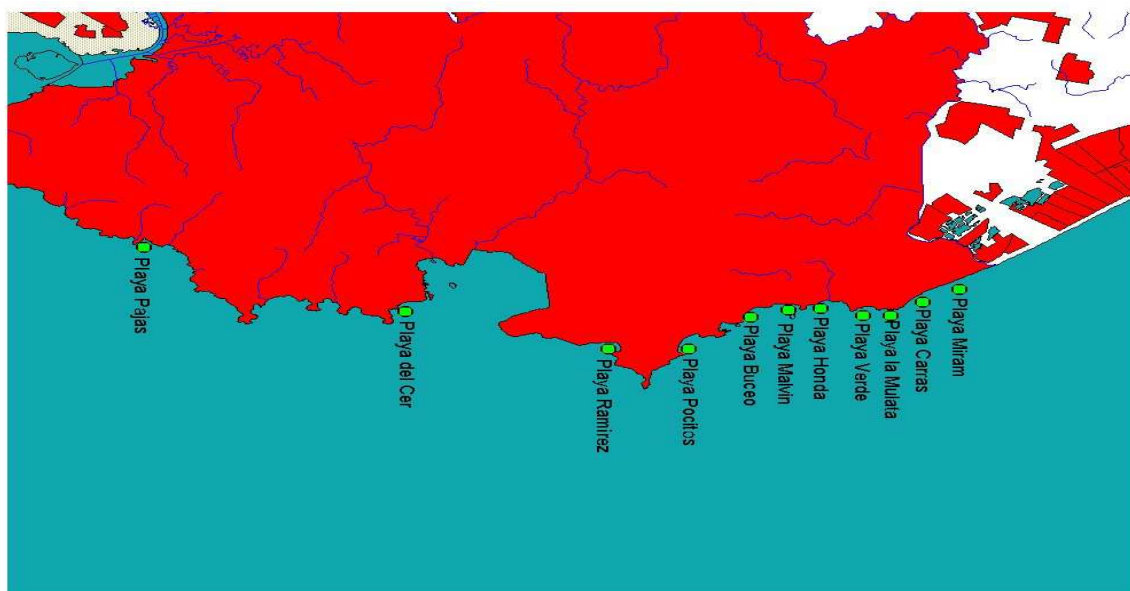 Playa Pajas
Playa del Cer
Playa Ramirez
Playa Pocitos
Playa Buceo
Playa Malvin
Playa Honda
Playa Verde
Playa la Mulata
Playa Carras
Playa Miram